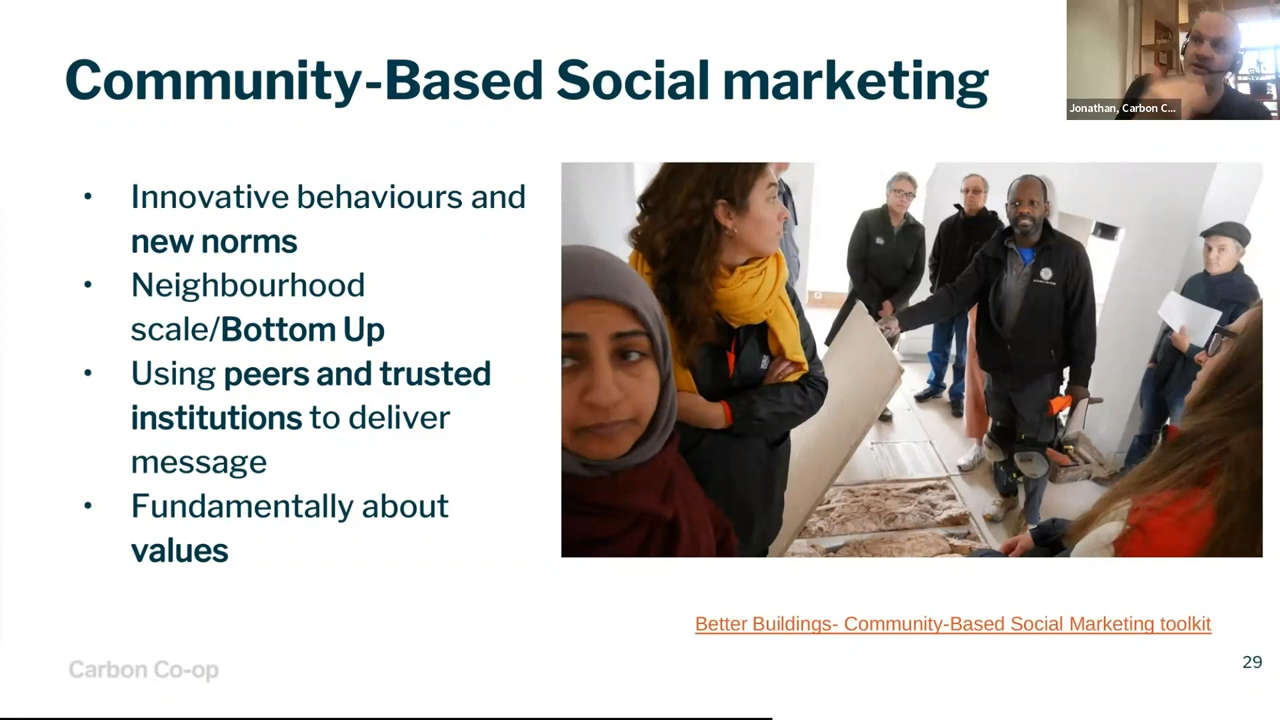 Community-Based Social marketing
Jonathan, Carbon C...
• Innovative behaviours and
new norms
• Neighbourhood
scale/Bottom Up
• Using peers and trusted
institutions to deliver
message
• Fundamentally about
values
Better Buildings- Community-Based Social Marketing toolkit
Carbon Co-op
29